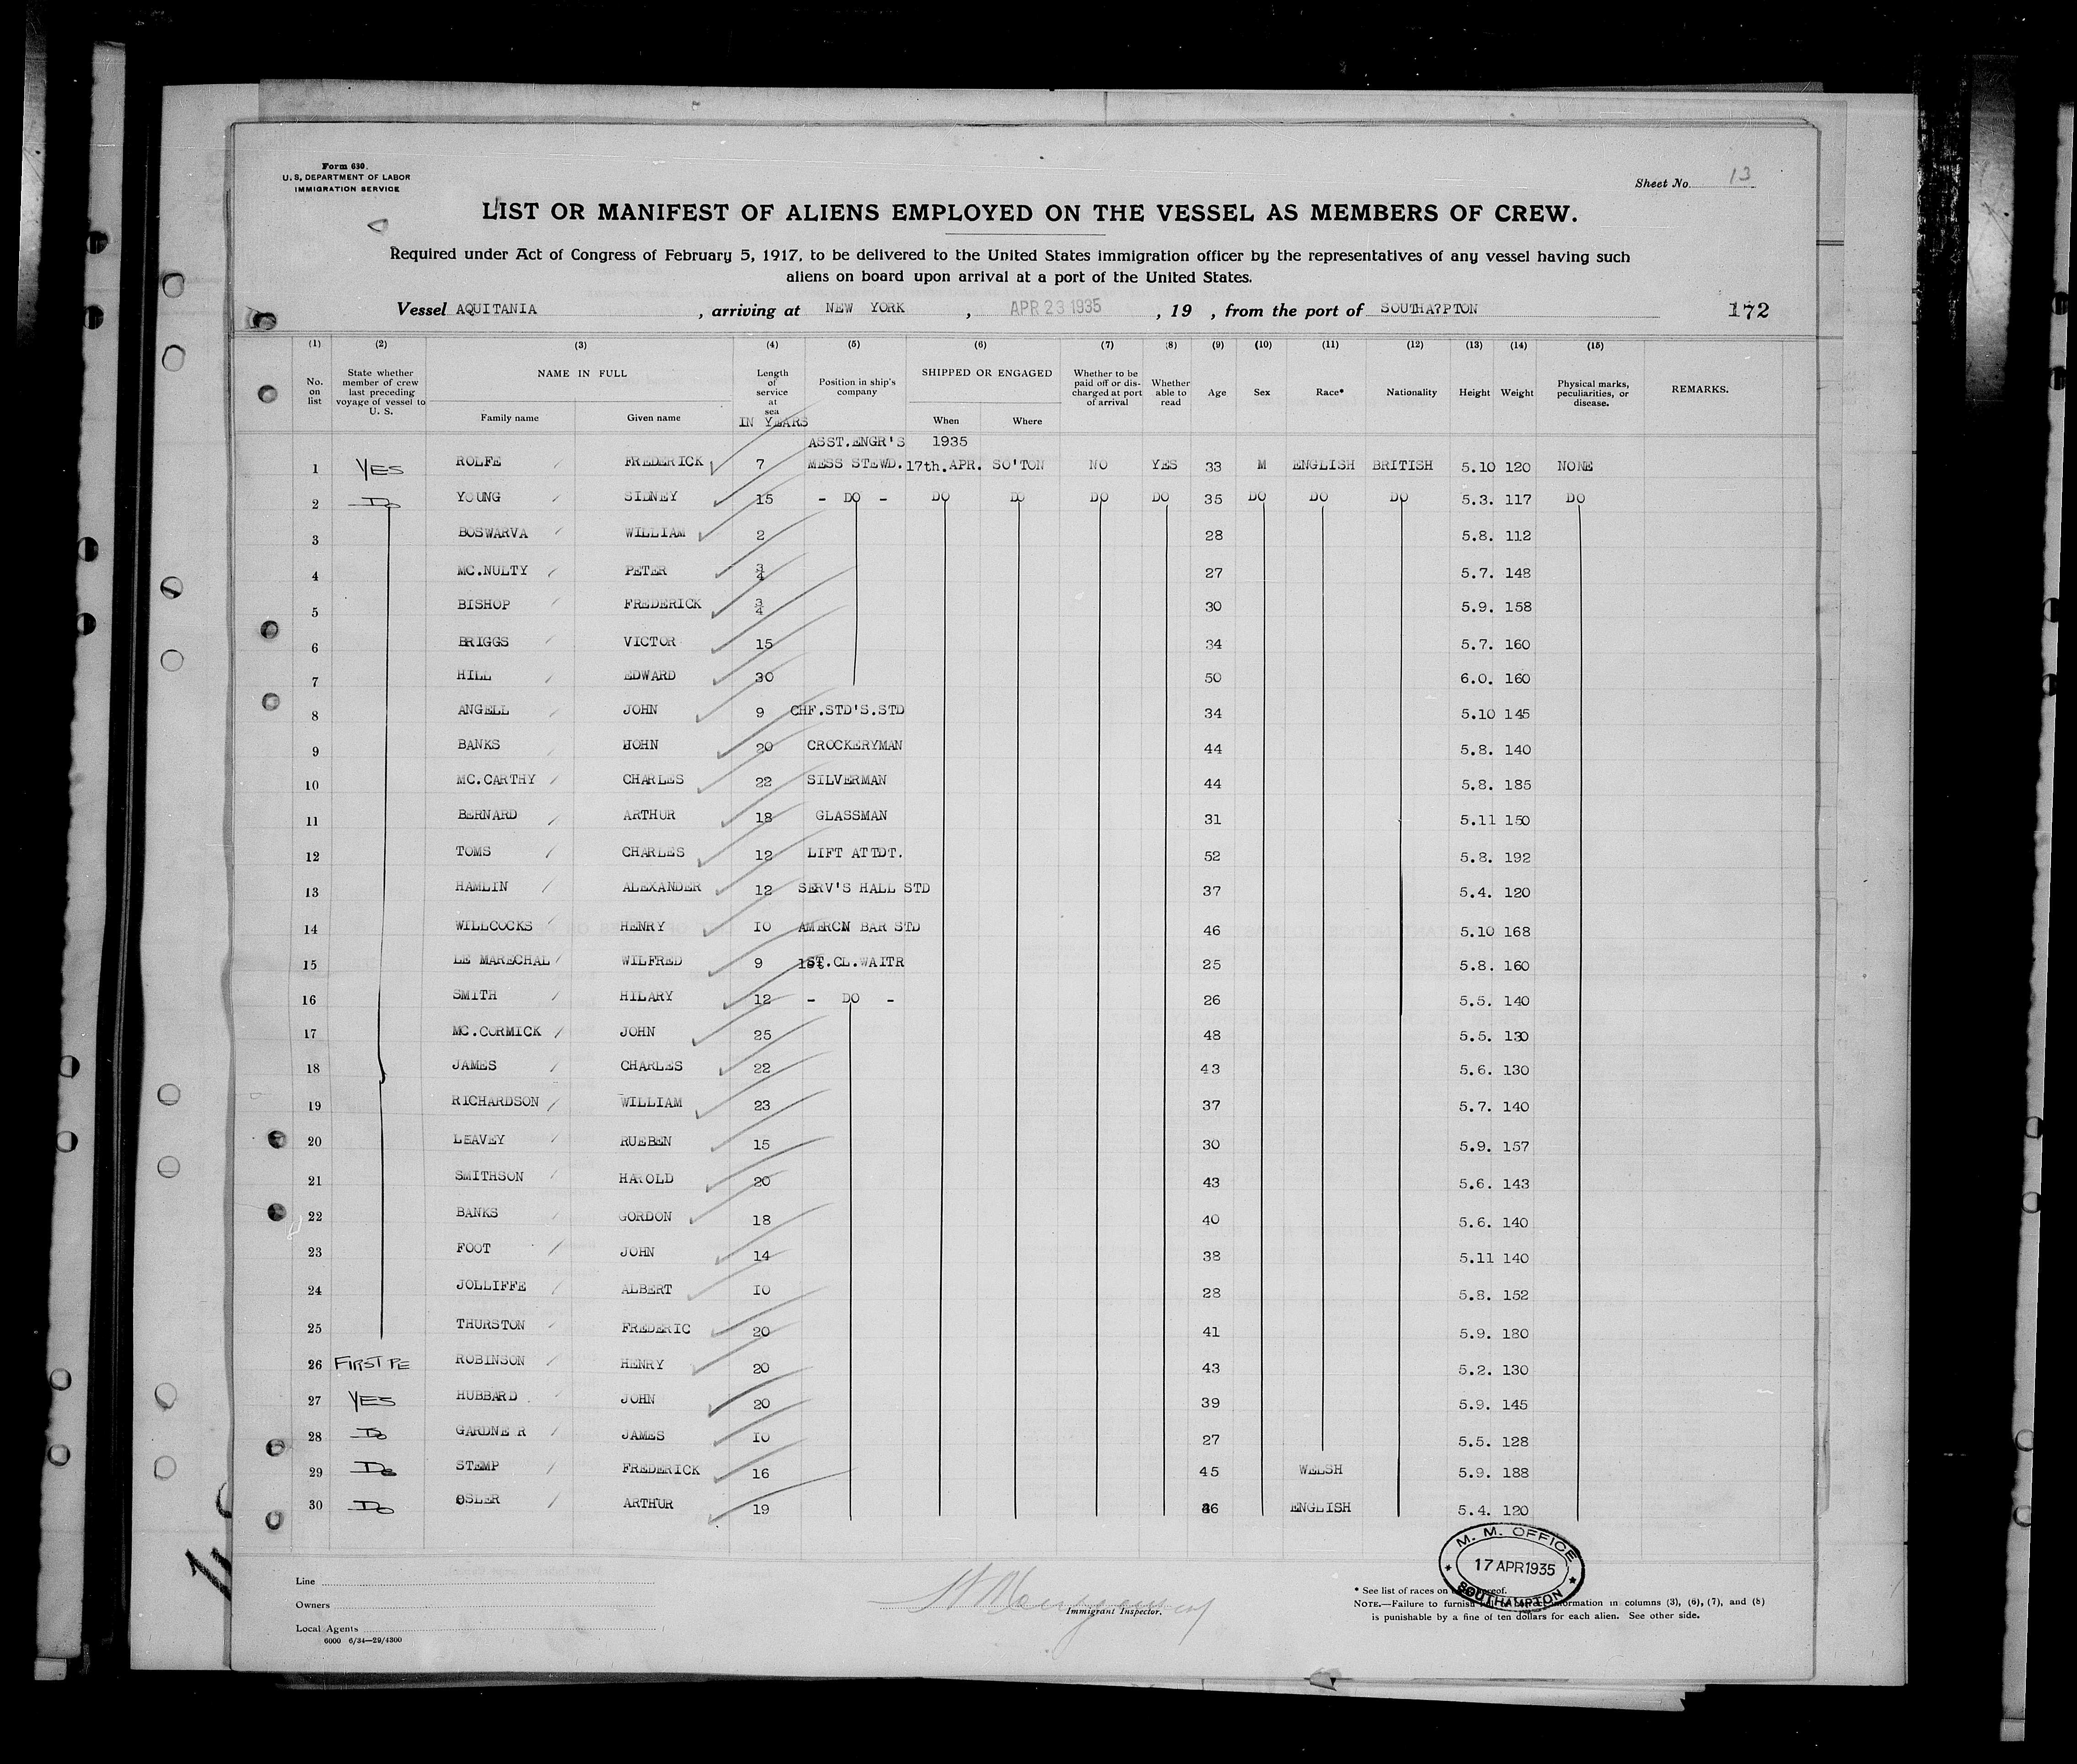 Form 630.
U. S. DEPARTMENT OF LABOR
IMMIGRATION SERVICE
Sheet No. 13
LIST OR MANIFEST OF ALIENS EMPLOYED ON THE VESSEL AS MEMBERS OF CREW.
Required under Act of Congress of February 5, 1917, to be delivered to the United States immigration officer by the representatives of any vessel having such
aliens on board upon arrival at a port of the United States.
Vessel AQUITANIA , arriving at NEW YORK , APR 23 1935 , 19 , from the port of SOUTHA?PTON 172
(1) (2) (3) (4) (5) (6) (7) (8) (9) (10) (11) (12) (13) (14) (15)
No. on list State whether member of crew last preceding voyage of vessel to U. S. NAME IN FULL Family name Given name Length of service at sea IN YEARS Position in ship's company SHIPPED OR ENGAGED When Where Whether to be paid off or discharged at port of arrival Whether able to read Age Sex Race* Nationality Height Weight Physical marks, peculiarities, or disease. REMARKS.
ASST.ENGR'S 1935
1 YES ROLFE FREDERICK 7 MESS STEWD. 17th.APR. SO'TON NO YES 33 M ENGLISH BRITISH 5.10 120 NONE
2 Do YOUNG SIDNEY 15 - DO - DO DO DO DO 35 DO DO DO 5.3. 117 DO
3 BOSWARVA WILLIAM 2 28 5.8. 112
4 MC.NULTY PETER 3/4 27 5.7. 148
5 BISHOP FREDERICK 3/4 30 5.9. 158
6 BRIGGS VICTOR 15 34 5.7. 160
7 HILL EDWARD 30 50 6.0. 160
8 ANGELL JOHN 9 CHF.STD'S.STD 34 5.10 145
9 BANKS JOHN 20 CROCKERYMAN 44 5.8. 140
10 MC.CARTHY CHARLES 22 SILVERMAN 44 5.8. 185
11 BERNARD ARTHUR 18 GLASSMAN 31 5.11 150
12 TOMS CHARLES 12 LIFT ATTDT. 52 5.8. 192
13 HAMLIN ALEXANDER 12 SERV'S HALL STD 37 5.4. 120
14 WILLCOCKS HENRY 10 AMERCN BAR STD 46 5.10 168
15 LE MARECHAL WILFRED 9 1ST.CL.WAITR 25 5.8. 160
16 SMITH HILARY 12 - DO - 26 5.5. 140
17 MC.CORMICK JOHN 25 48 5.5. 130
18 JAMES CHARLES 22 43 5.6. 130
19 RICHARDSON WILLIAM 23 37 5.7. 140
20 LEAVEY RUEBEN 15 30 5.9. 157
21 SMITHSON HAROLD 20 43 5.6. 143
22 BANKS GORDON 18 40 5.6. 140
23 FOOT JOHN 14 38 5.11 140
24 JOLLIFFE ALBERT 10 28 5.8. 152
25 THURSTON FREDERIC 20 41 5.9. 180
26 FIRST PE ROBINSON HENRY 20 43 5.2. 130
27 YES HUBBARD JOHN 20 39 5.9. 145
28 Do GARDNE R JAMES 10 27 5.5. 128
29 Do STEMP FREDERICK 16 45 WELSH 5.9. 188
30 Do OSLER ARTHUR 19 ENGLISH 5.4. 120
M. M. OFFICE
17 APR 1935
SOUTHAMPTON
Line
Owners
Local Agents
6000 6/34—29/4300
Immigrant Inspector.
* See list of races on hereof.
NOTE.—Failure to furnish information in columns (3), (6), (7), and (8)
is punishable by a fine of ten dollars for each alien. See other side.